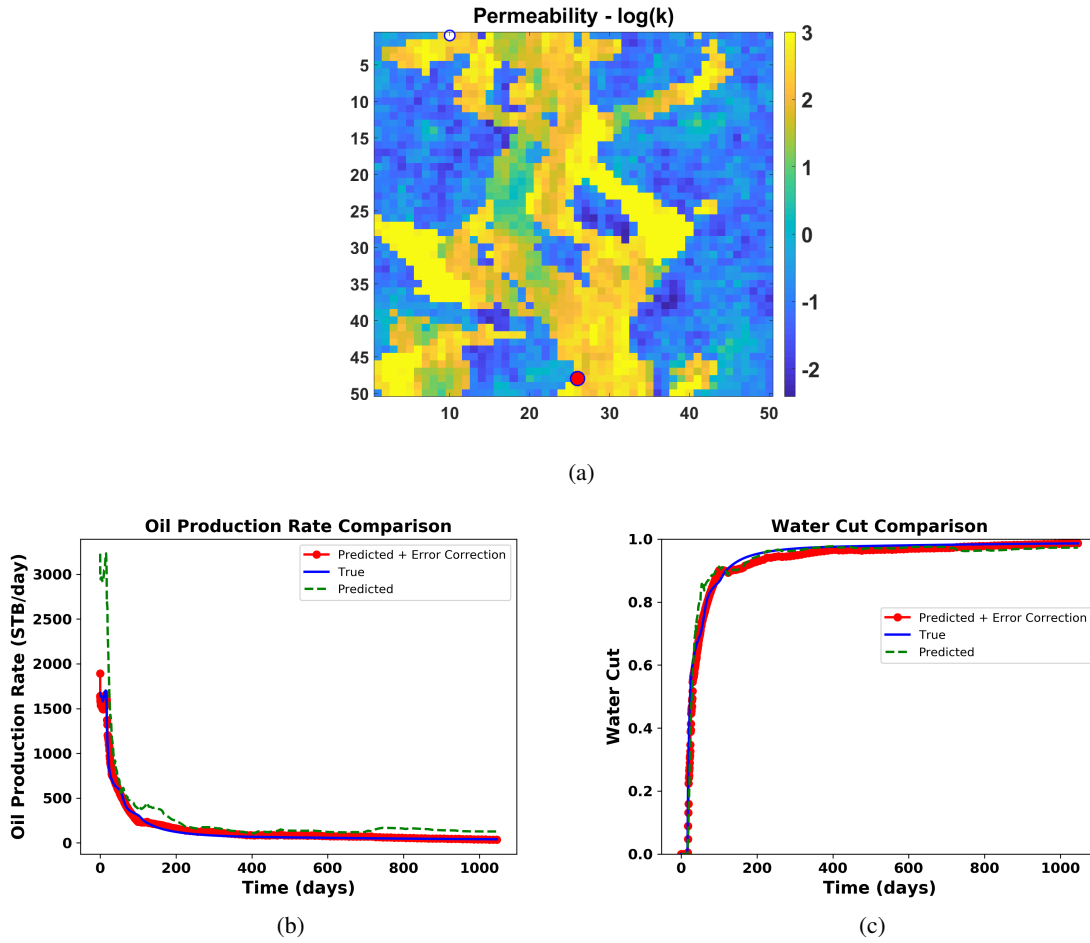 Permeability - log(k)
5
10
15
20
25
30
35
40
45
50
10
20
30
40
50
3
2
1
0
-1
-2
(a)
Oil Production Rate Comparison
Oil Production Rate (STB/day)
3000
2500
2000
1500
1000
500
0
Predicted + Error Correction
True
Predicted
0
200
400
600
800
1000
Time (days)
(b)
Water Cut Comparison
Water Cut
1.0
0.8
0.6
0.4
0.2
0.0
Predicted + Error Correction
True
Predicted
0
200
400
600
800
1000
Time (days)
(c)